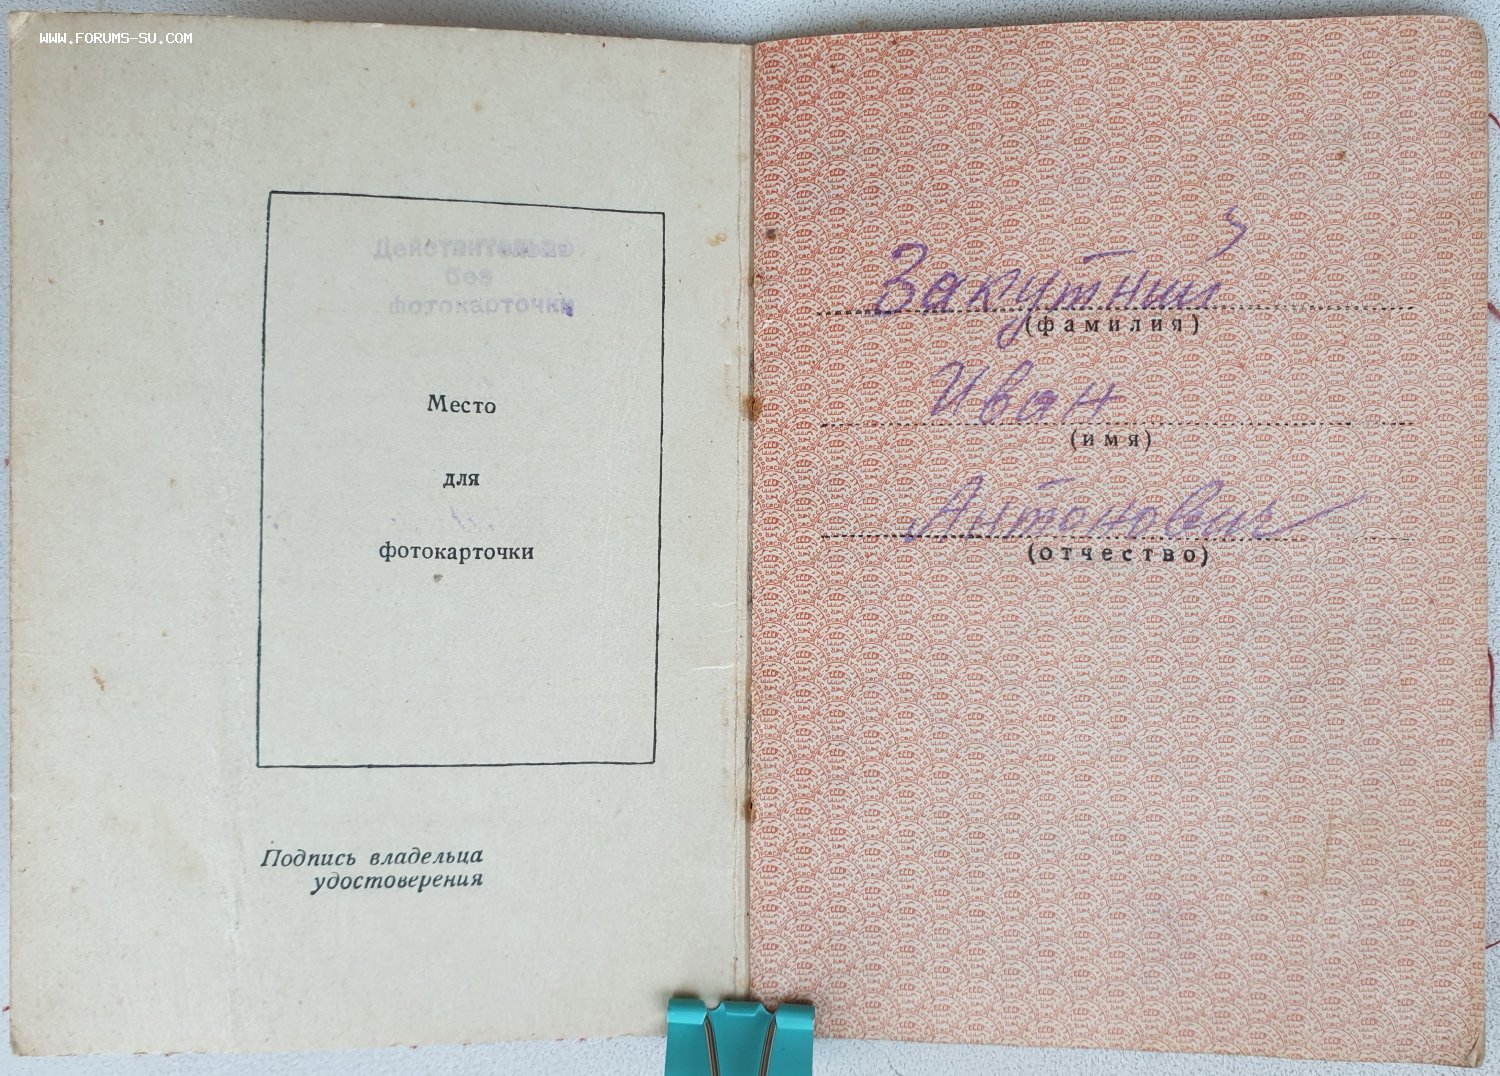 www.FORUMS-SU.COM
Действительно
без
фотокарточки
Место
для
фотокарточки
Подпись владельца
удостоверения
Закутний
(фамилия)
Иван
(имя)
Антонович
(отчество)